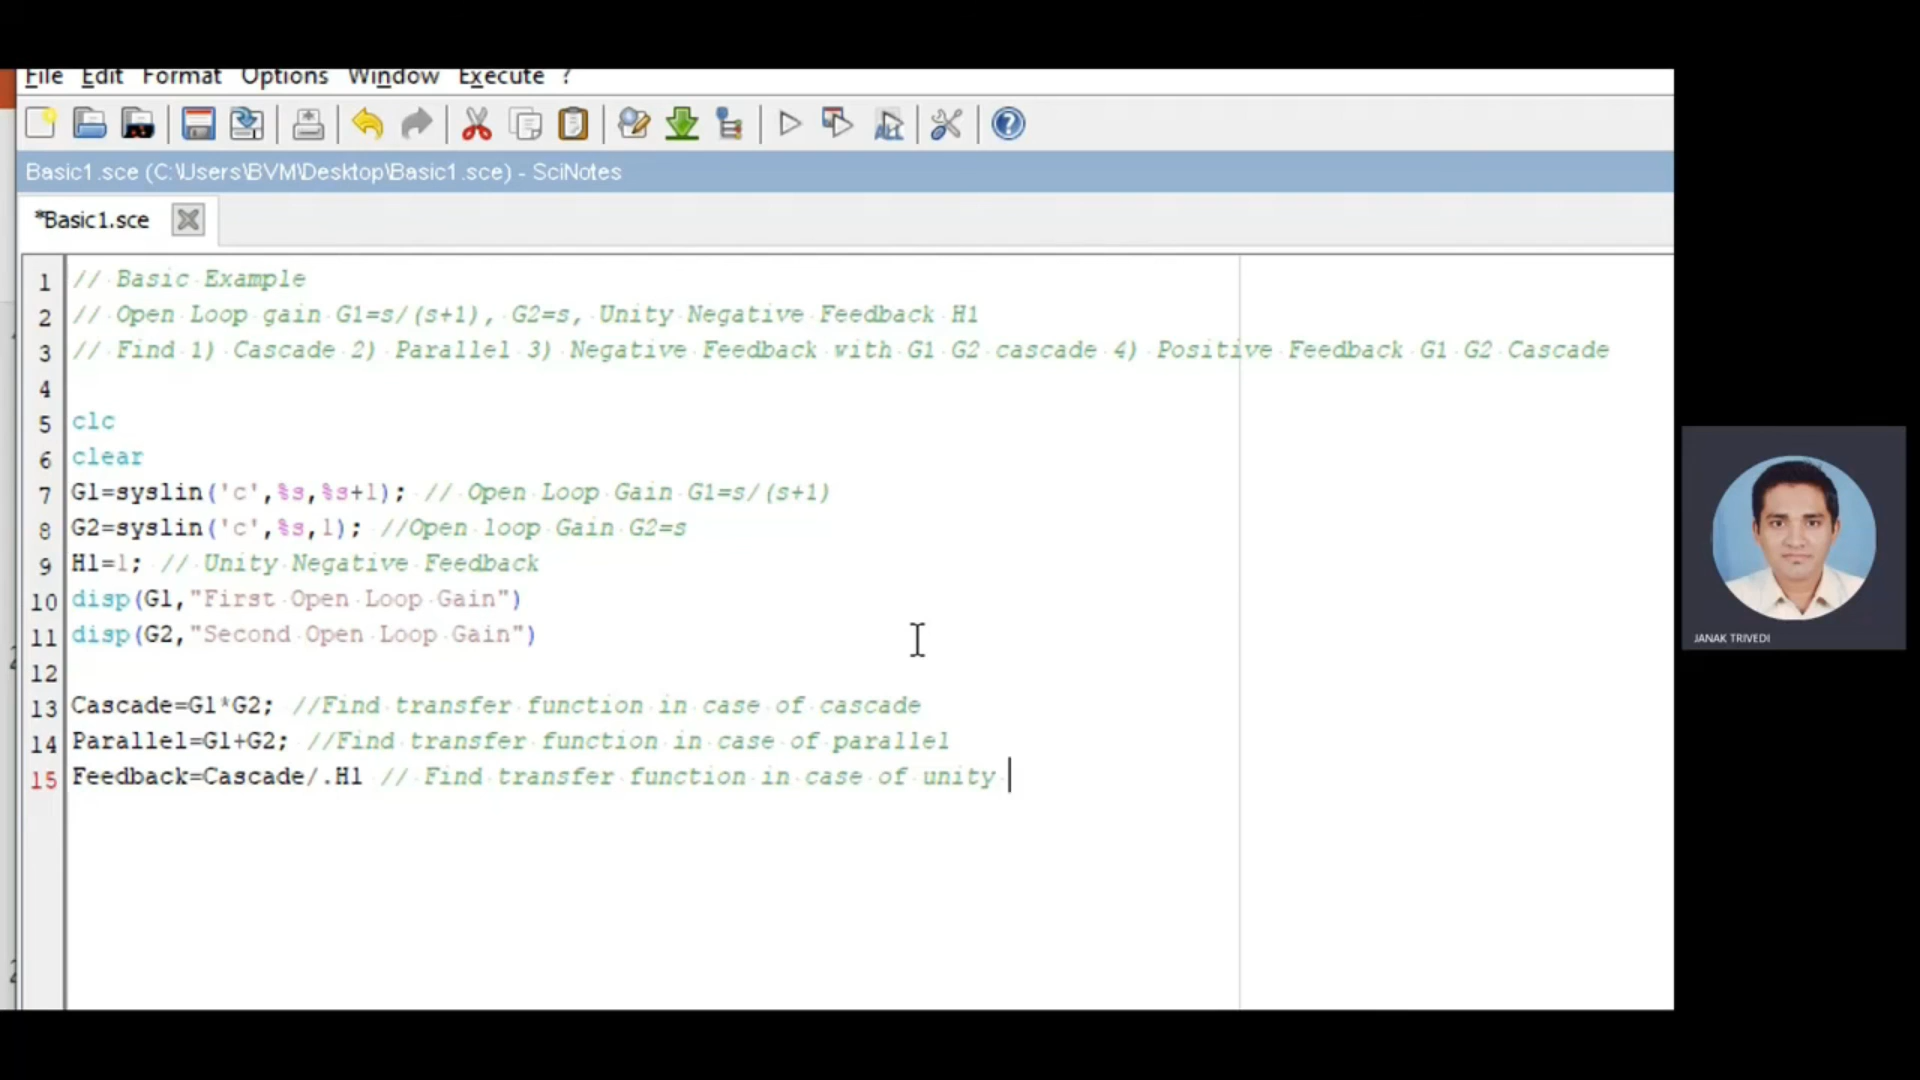 File Edit Format Options Window Execute ?
Basic1.sce (C:\Users\BVM\Desktop\Basic1.sce) - SciNotes
*Basic1.sce
1 // Basic Example
2 // Open Loop gain G1=s/(s+1), G2=s, Unity Negative Feedback H1
3 // Find 1) Cascade 2) Parallel 3) Negative Feedback with G1 G2 cascade 4) Positive Feedback G1 G2 Cascade
4
5 clc
6 clear
7 G1=syslin('c',%s,%s+1); // Open Loop Gain G1=s/(s+1)
8 G2=syslin('c',%s,1); //Open loop Gain G2=s
9 H1=1; // Unity Negative Feedback
10 disp(G1,"First Open Loop Gain")
11 disp(G2,"Second Open Loop Gain")
12
13 Cascade=G1*G2; //Find transfer function in case of cascade
14 Parallel=G1+G2; //Find transfer function in case of parallel
15 Feedback=Cascade/.H1 // Find transfer function in case of unity
JANAK TRIVEDI